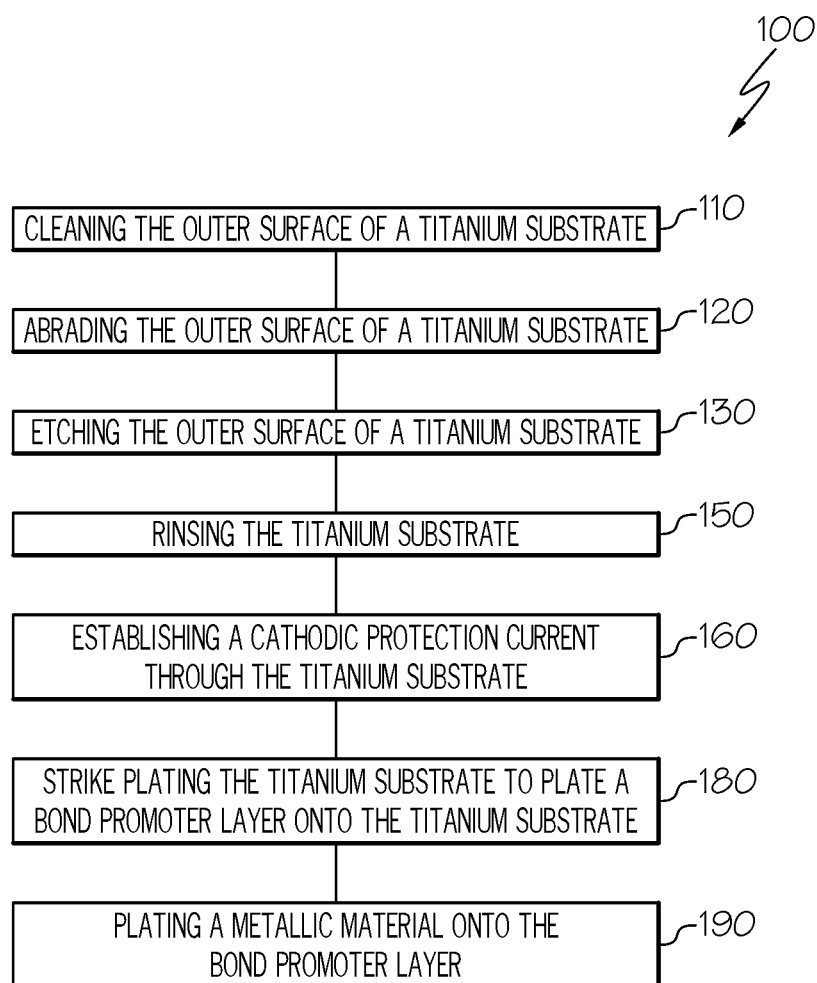 100
CLEANING THE OUTER SURFACE OF A TITANIUM SUBSTRATE
110
ABRADING THE OUTER SURFACE OF A TITANIUM SUBSTRATE
120
ETCHING THE OUTER SURFACE OF A TITANIUM SUBSTRATE
130
RINSING THE TITANIUM SUBSTRATE
150
ESTABLISHING A CATHODIC PROTECTION CURRENT
THROUGH THE TITANIUM SUBSTRATE
160
STRIKE PLATING THE TITANIUM SUBSTRATE TO PLATE A
BOND PROMOTER LAYER ONTO THE TITANIUM SUBSTRATE
180
PLATING A METALLIC MATERIAL ONTO THE
BOND PROMOTER LAYER
190